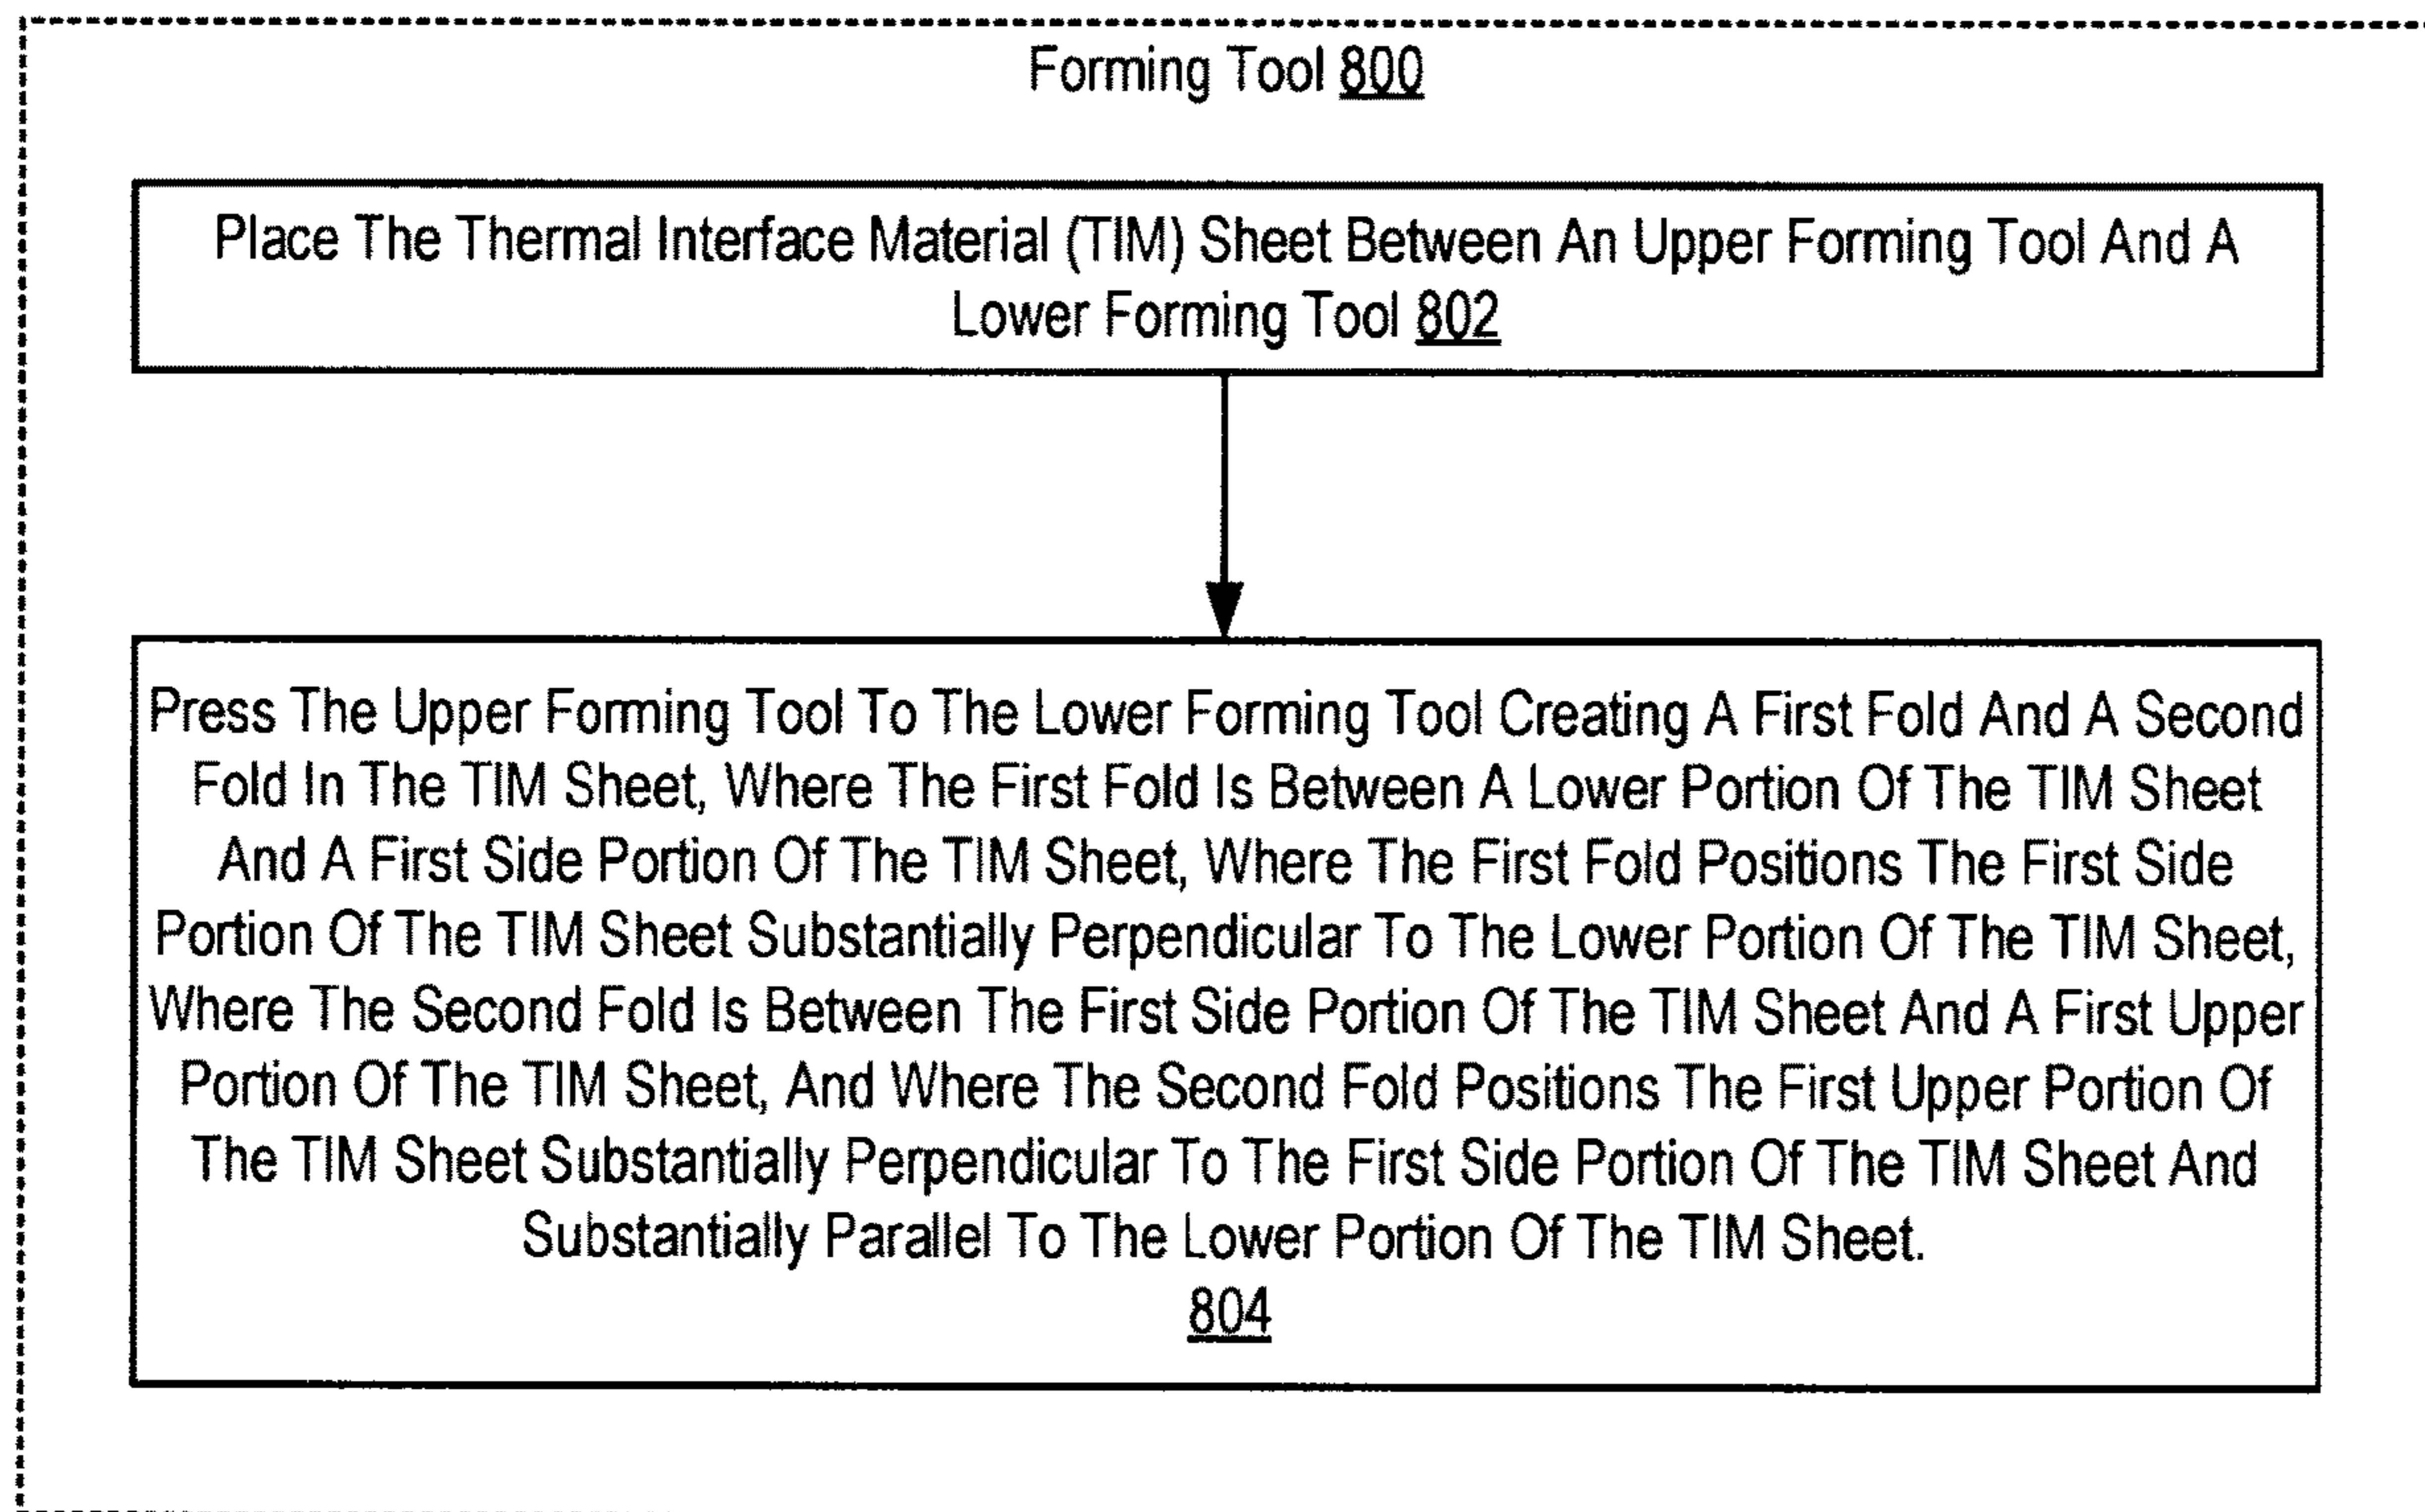 Forming Tool 800
Place The Thermal Interface Material (TIM) Sheet Between An Upper Forming Tool And A
Lower Forming Tool 802
Press The Upper Forming Tool To The Lower Forming Tool Creating A First Fold And A Second
Fold In The TIM Sheet, Where The First Fold Is Between A Lower Portion Of The TIM Sheet
And A First Side Portion Of The TIM Sheet, Where The First Fold Positions The First Side
Portion Of The TIM Sheet Substantially Perpendicular To The Lower Portion Of The TIM Sheet,
Where The Second Fold Is Between The First Side Portion Of The TIM Sheet And A First Upper
Portion Of The TIM Sheet, And Where The Second Fold Positions The First Upper Portion Of
The TIM Sheet Substantially Perpendicular To The First Side Portion Of The TIM Sheet And
Substantially Parallel To The Lower Portion Of The TIM Sheet.
804